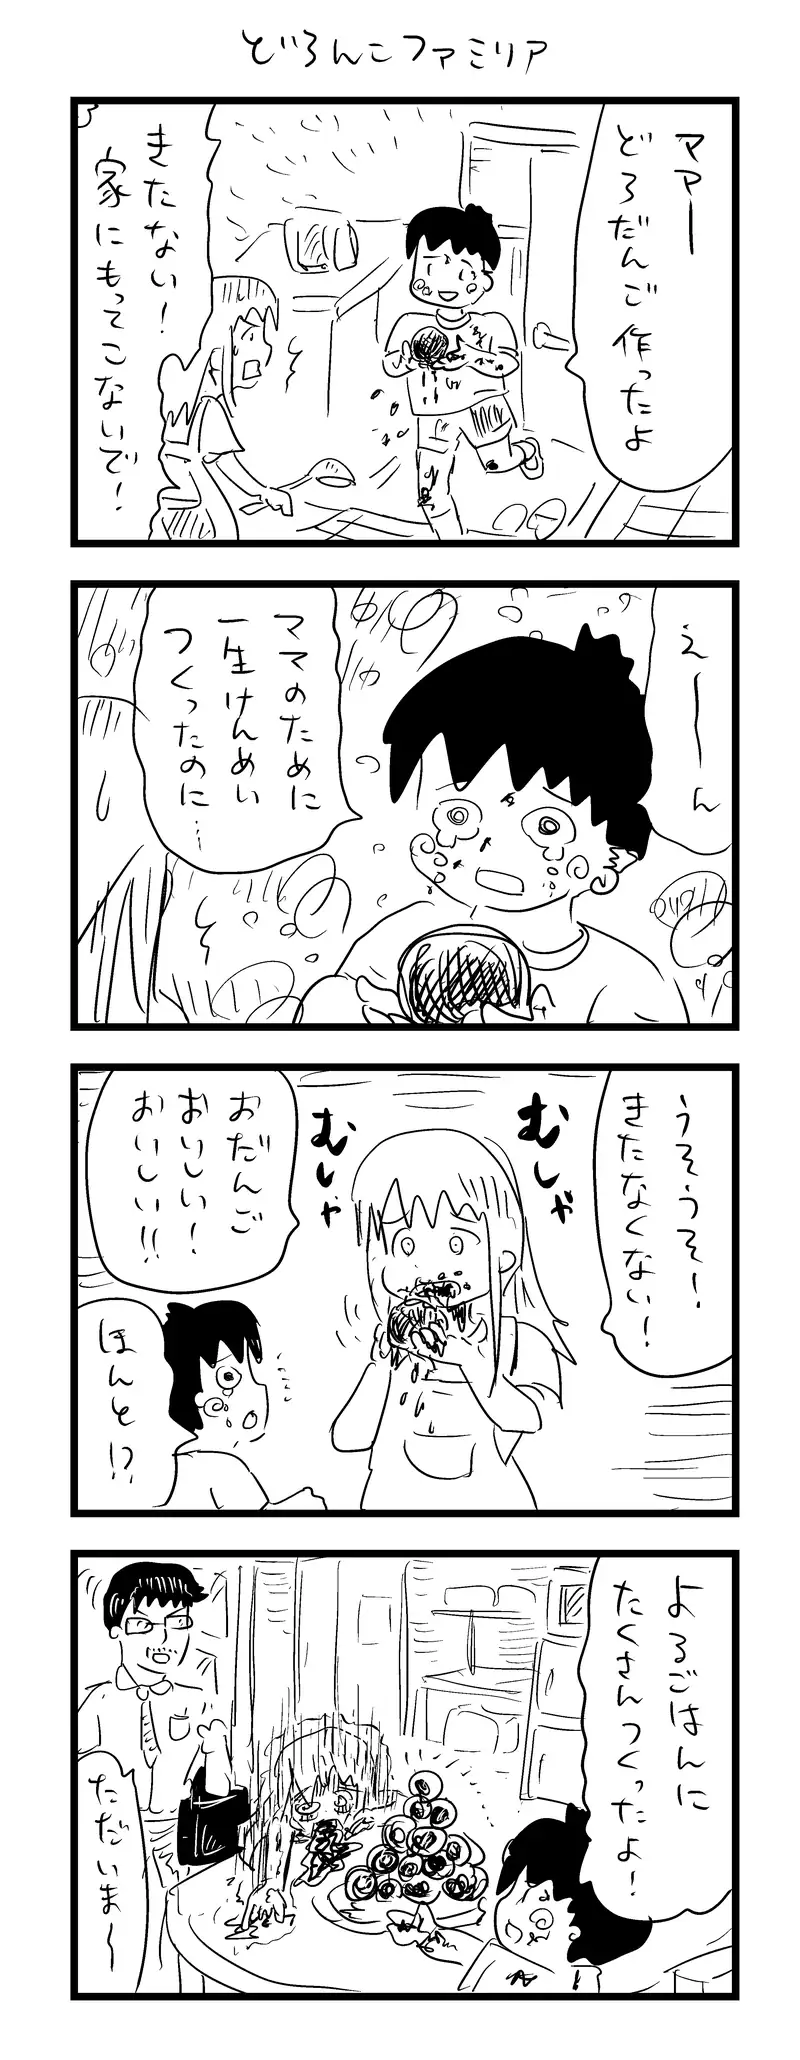 どろんこファミリア
ママー
どろだんご作ったよ
きたない！
家にもってこないで！
えーーん
ママのために
一生けんめい
つくったのに…
うそうそ！
きたなくない！
むしゃ
むしゃ
おだんご
おいしい！
おいしい!!
ほんと!?
よるごはんに
たくさんつくったよ！
ただいまー